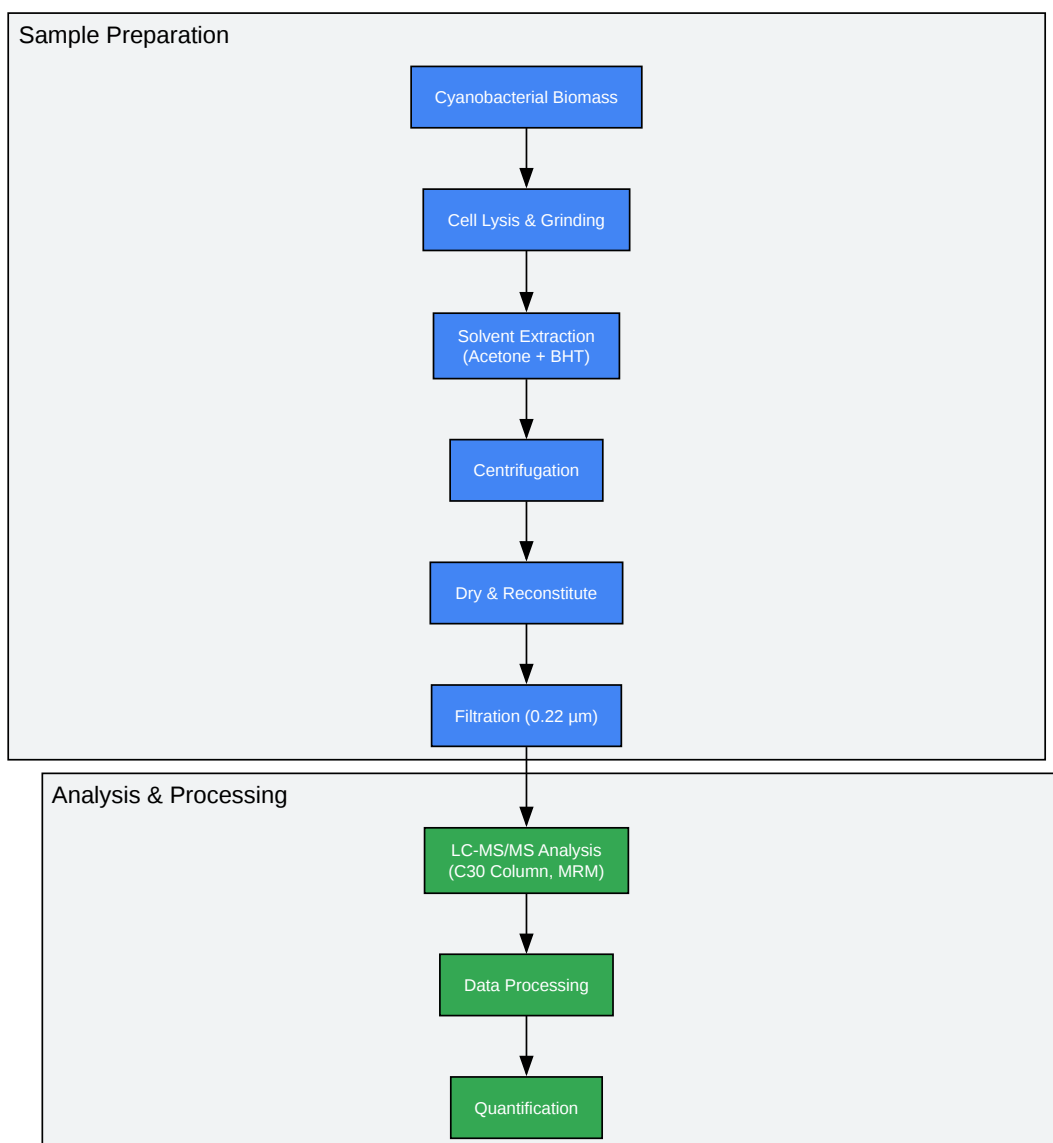 Sample Preparation
Cyanobacterial Biomass
Cell Lysis & Grinding
Solvent Extraction
(Acetone + BHT)
Centrifugation
Dry & Reconstitute
Filtration (0.22 µm)
Analysis & Processing
LC-MS/MS Analysis
(C30 Column, MRM)
Data Processing
Quantification